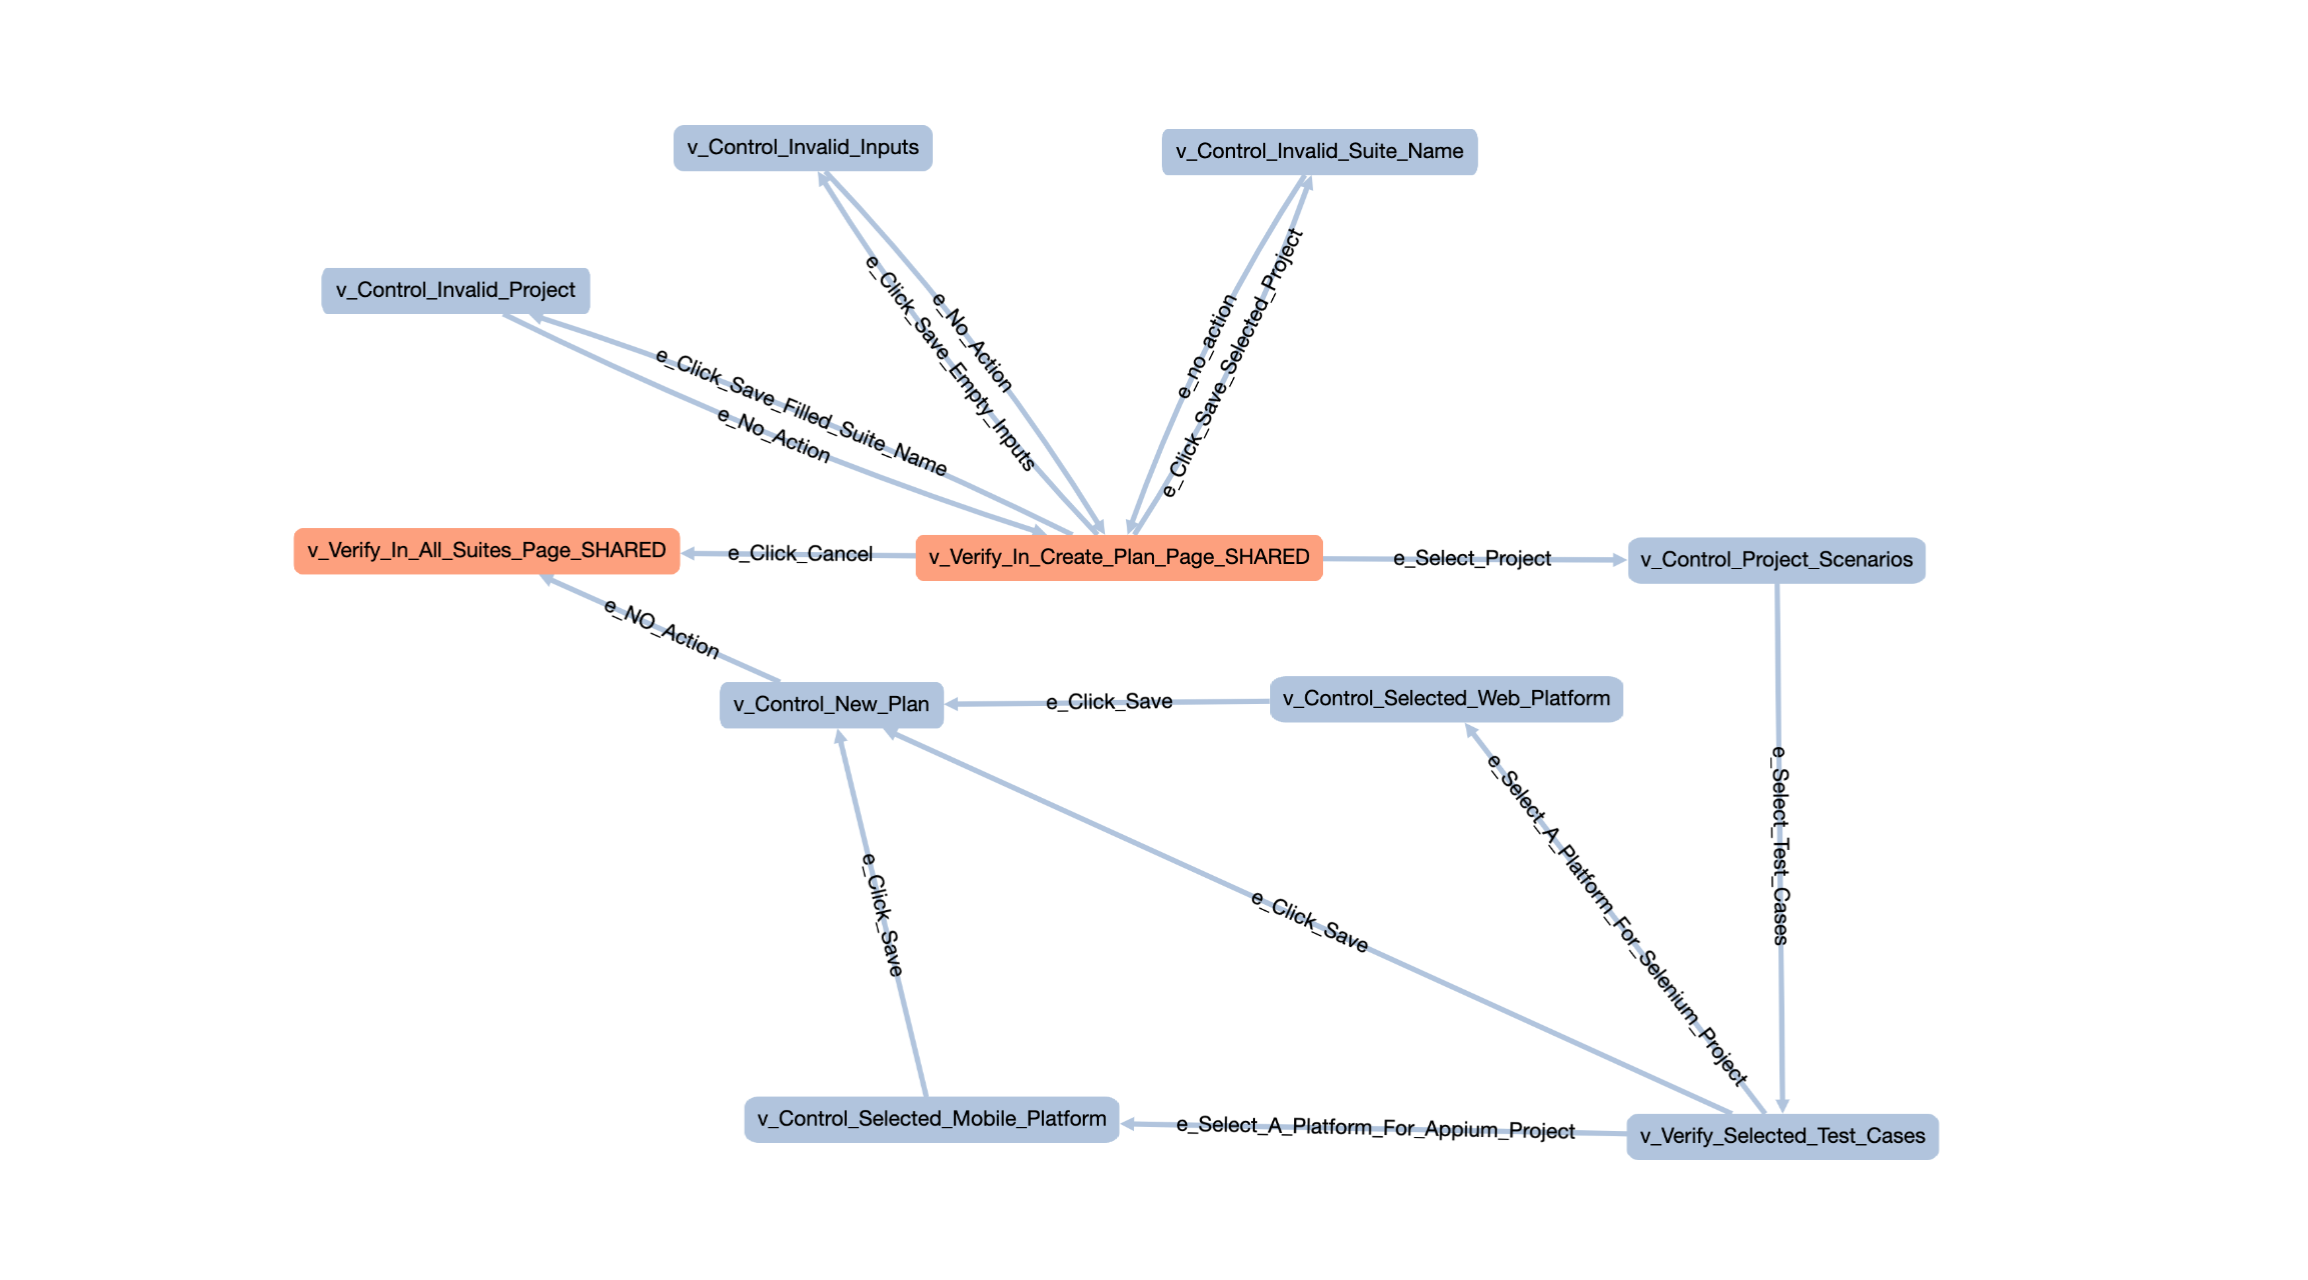 v_Control_Invalid_Inputs
v_Control_Invalid_Suite_Name
v_Control_Invalid_Project
e_Click_Save_Empty_Inputs
e_No_Action
e_no_action
e_Click_Save_Selected_Project
e_Click_Save_Filled_Suite_Name
e_No_Action
v_Verify_In_All_Suites_Page_SHARED
e_Click_Cancel
v_Verify_In_Create_Plan_Page_SHARED
e_Select_Project
v_Control_Project_Scenarios
e_NO_Action
v_Control_New_Plan
e_Click_Save
v_Control_Selected_Web_Platform
e_Select_A_Platform_For_Selenium_Project
e_Select_Test_Cases
e_Click_Save
e_Click_Save
v_Control_Selected_Mobile_Platform
e_Select_A_Platform_For_Appium_Project
v_Verify_Selected_Test_Cases